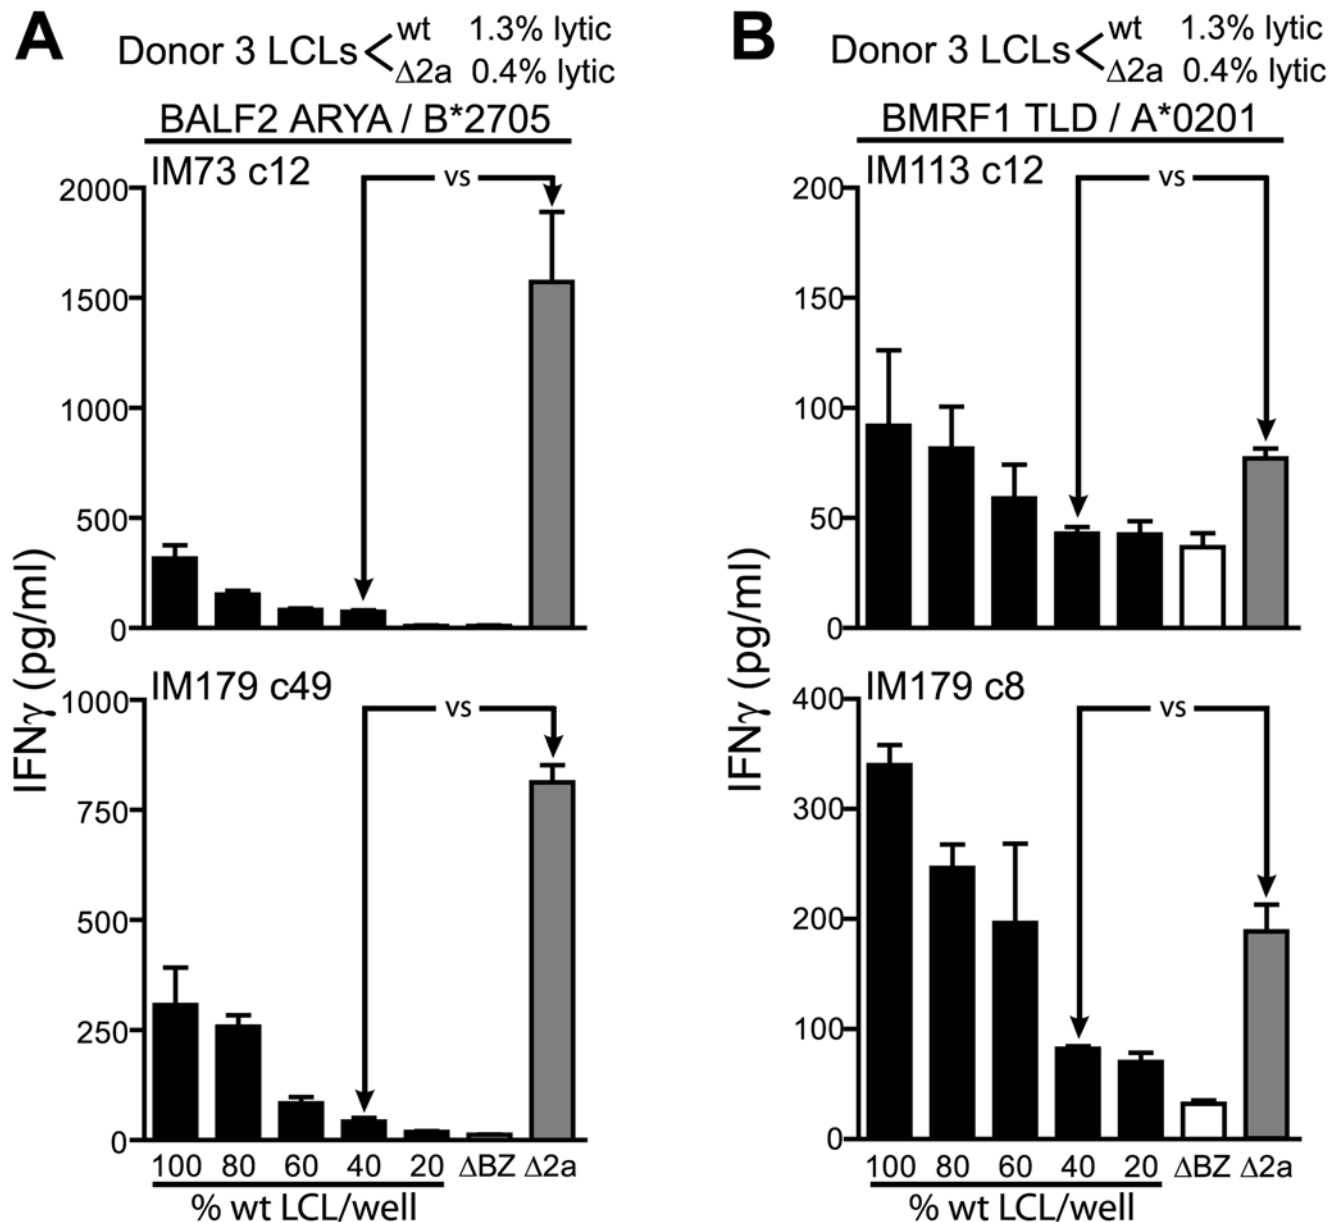 A
Donor 3 LCLs
wt 1.3% lytic
Δ2a 0.4% lytic
BALF2 ARYA / B*2705
IM73 c12
vs
2000
1500
1000
500
0
IM179 c49
vs
1000
750
500
250
0
IFNγ (pg/ml)
100 80 60 40 20 ΔBZ Δ2a
% wt LCL/well
B
Donor 3 LCLs
wt 1.3% lytic
Δ2a 0.4% lytic
BMRF1 TLD / A*0201
IM113 c12
vs
200
150
100
50
0
IM179 c8
vs
400
300
200
100
0
IFNγ (pg/ml)
100 80 60 40 20 ΔBZ Δ2a
% wt LCL/well